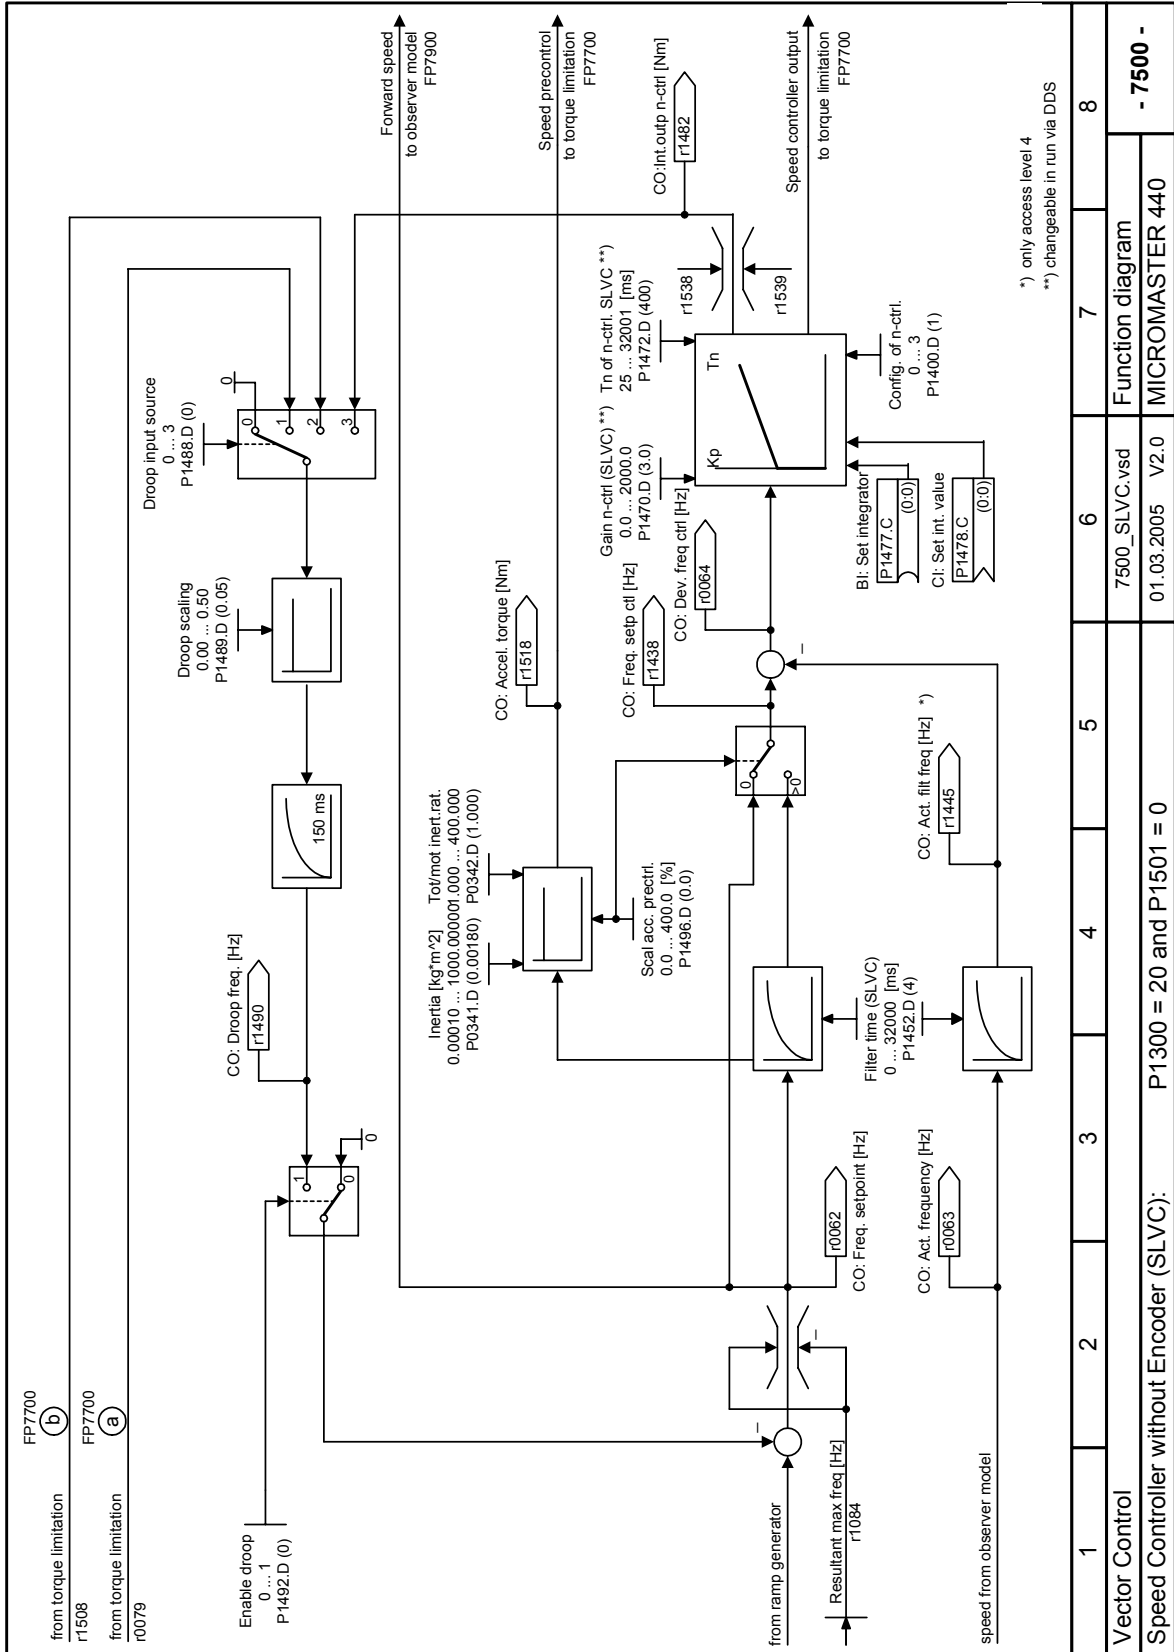 FP7700
b
from torque limitation
r1508
FP7700
a
from torque limitation
r0079
Enable droop
0 ... 1
P1492.D (0)
1
0
0
CO: Droop freq. [Hz]
r1490
150 ms
Droop scaling
0.00 ... 0.50
P1489.D (0.05)
Droop input source
0 ... 3
P1488.D (0)
0
0
1
2
3
Forward speed
to observer model
FP7900
Speed precontrol
to torque limitation
FP7700
CO:Int.outp n-ctrl [Nm]
r1482
Speed controller output
to torque limitation
FP7700
Inertia [kg*m^2]
0.00010 ... 1000.00000
P0341.D (0.00180)
Tot/mot inert.rat.
1.000 ... 400.000
P0342.D (1.000)
CO: Accel. torque [Nm]
r1518
Scal acc. prectrl.
0.0 ... 400.0 [%]
P1496.D (0.0)
0
>0
CO: Freq. setp ctl [Hz]
r1438
CO: Dev. freq ctrl [Hz]
r0064
Gain n-ctrl (SLVC) **)
0.0 ... 2000.0
P1470.D (3.0)
Tn of n-ctrl. SLVC **)
25 ... 32001 [ms]
P1472.D (400)
r1538
r1539
Kp
Tn
Config. of n-ctrl.
0 ... 3
P1400.D (1)
BI: Set integrator
P1477.C
(0:0)
CI: Set int. value
P1478.C
(0:0)
from ramp generator
–
Resultant max freq [Hz]
r1084
–
r0062
CO: Freq. setpoint [Hz]
Filter time (SLVC)
0 ... 32000 [ms]
P1452.D (4)
CO: Act. frequency [Hz]
r0063
speed from observer model
CO: Act. filt freq [Hz] *)
r1445
–
*) only access level 4
**) changeable in run via DDS
1 2 3 4 5 6 7 8
Vector Control
7500_SLVC.vsd
Function diagram
- 7500 -
Speed Controller without Encoder (SLVC): P1300 = 20 and P1501 = 0
01.03.2005 V2.0
MICROMASTER 440